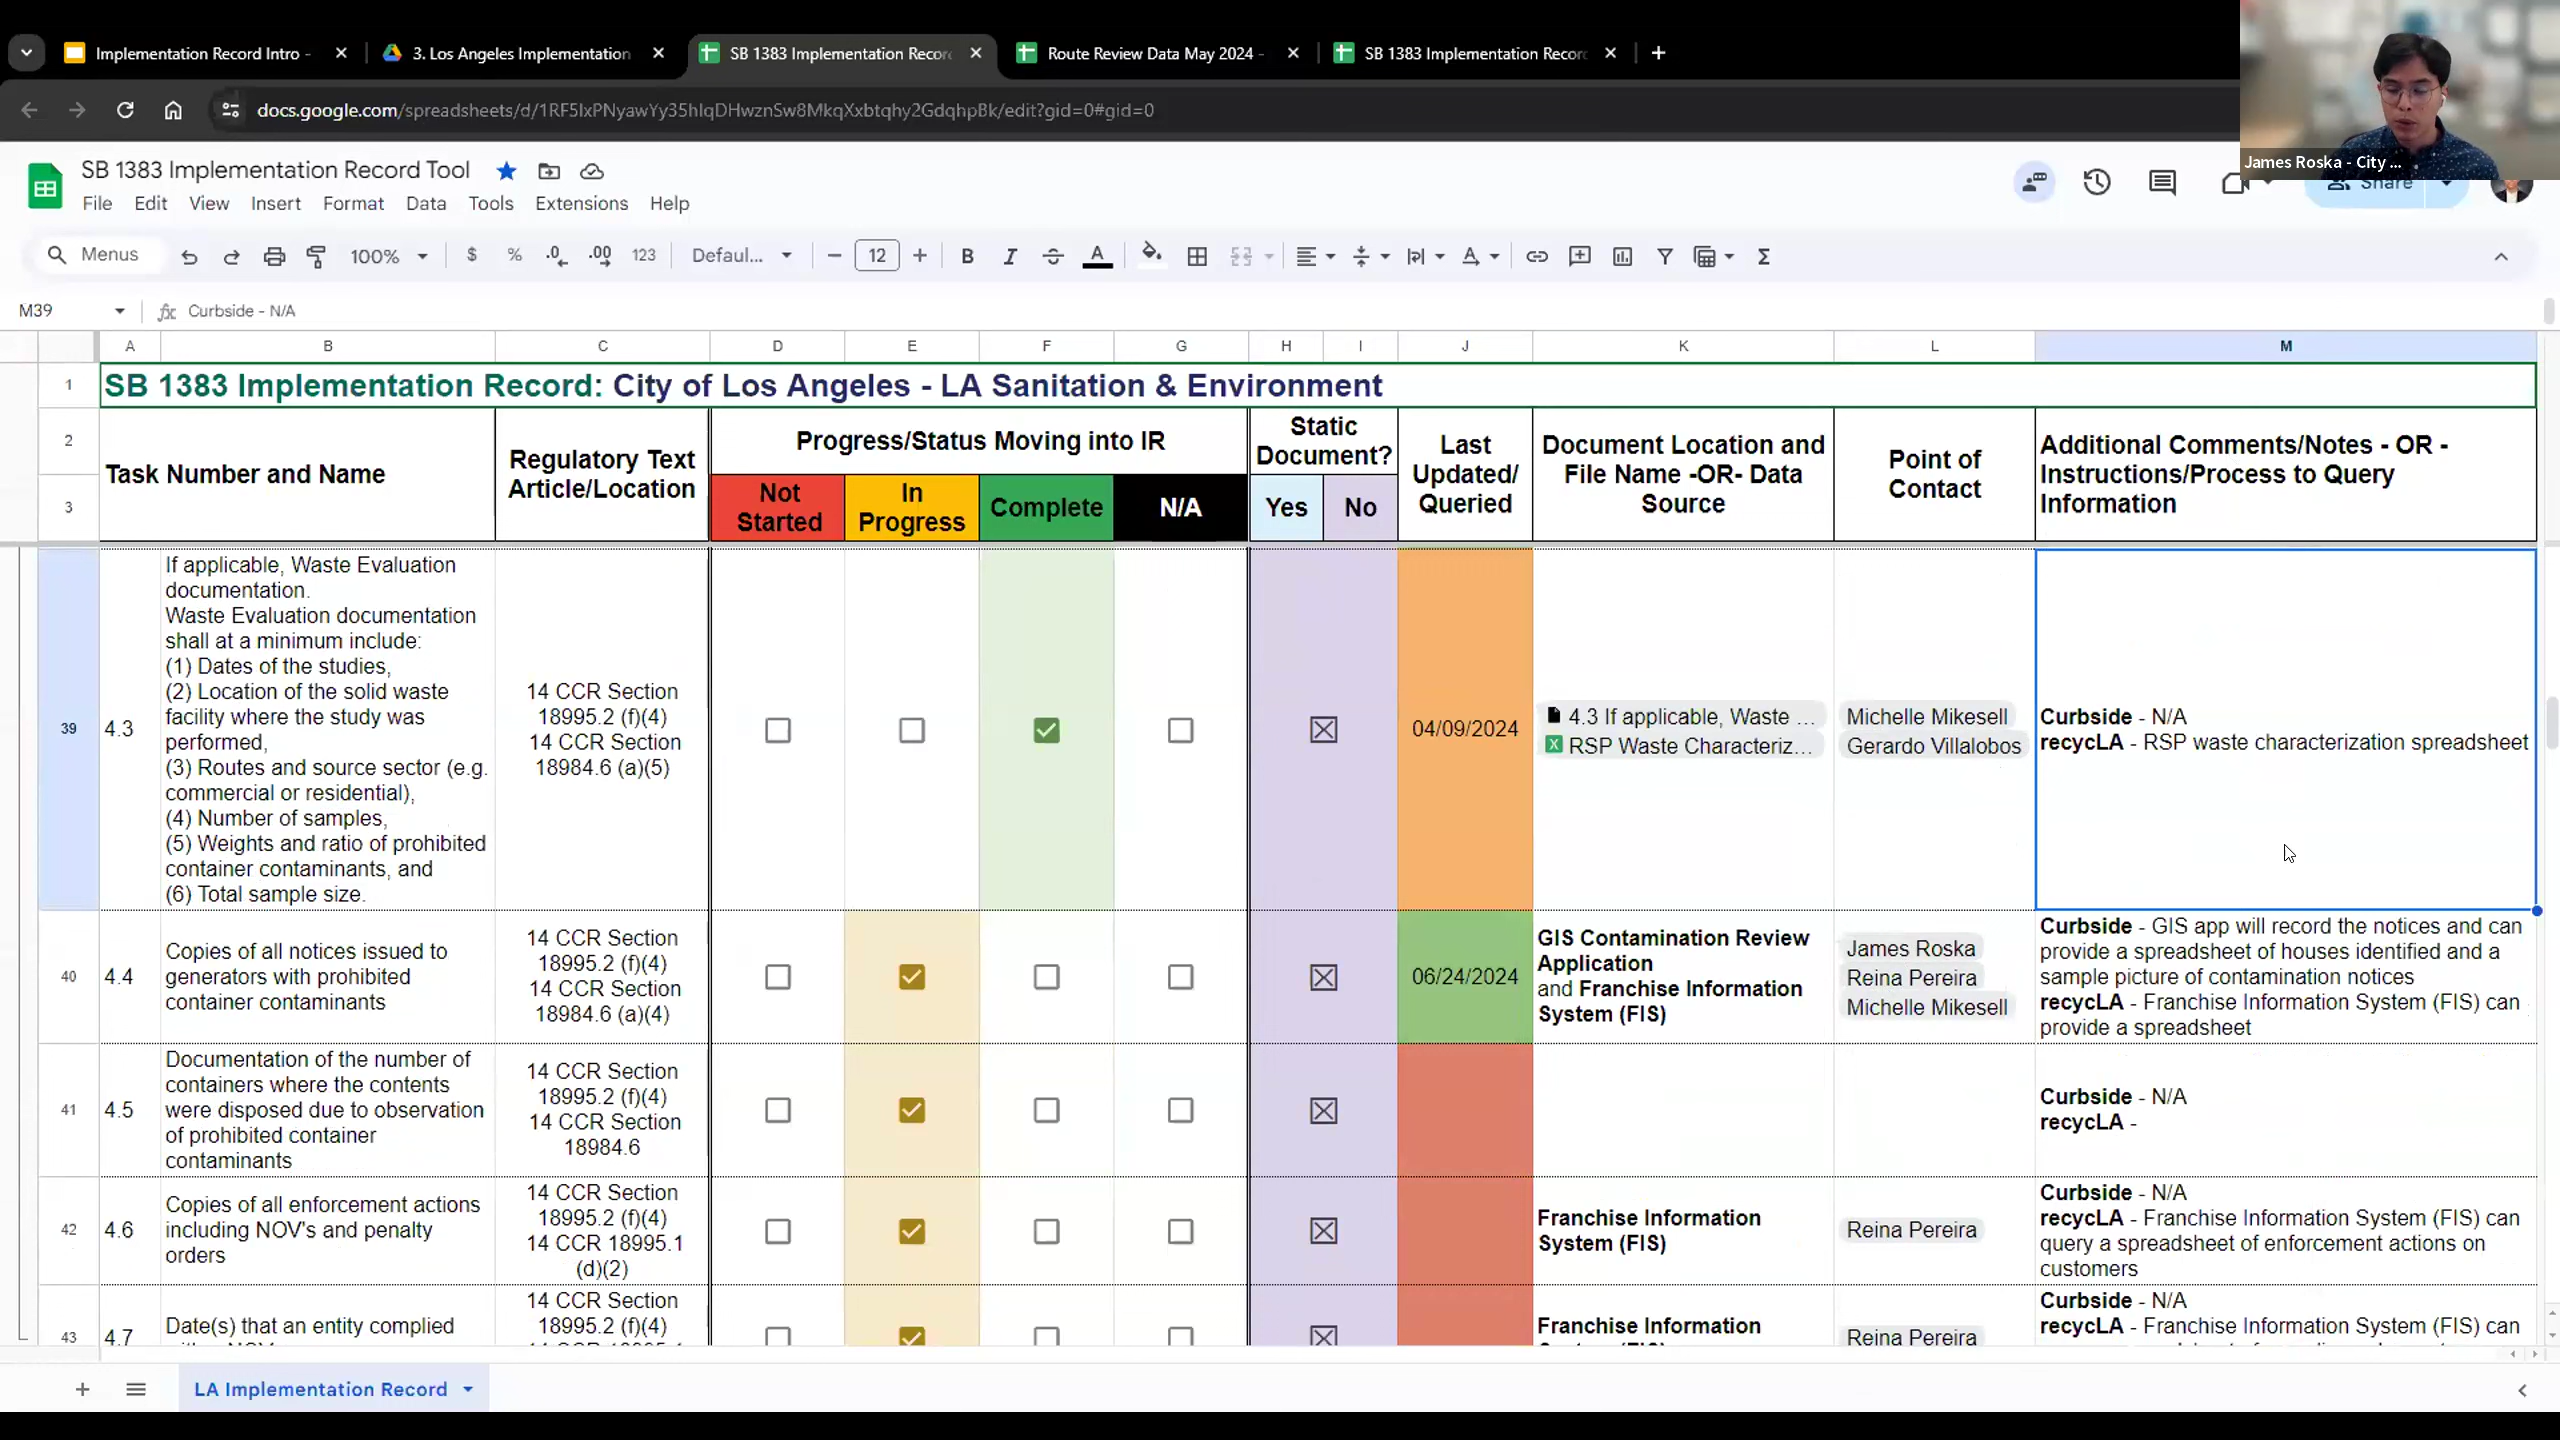 Implementation Record Intro -
3. Los Angeles Implementation
SB 1383 Implementation Recor
Route Review Data May 2024 -
SB 1383 Implementation Recor
docs.google.com/spreadsheets/d/1RF5IxPNyawYy35hIqDHwznSw8MkqXxbtqhy2GdqhpBk/edit?gid=0#gid=0
James Roska - City ...
SB 1383 Implementation Record Tool
File Edit View Insert Format Data Tools Extensions Help
Share
Menus 100% $ % .0 .00 123 Defaul... 12 B I A
M39 Curbside - N/A
A B C D E F G H I J K L M
1 SB 1383 Implementation Record: City of Los Angeles - LA Sanitation & Environment
2
3
Task Number and Name
Regulatory Text
Article/Location
Progress/Status Moving into IR
Not
Started
In
Progress
Complete
N/A
Static
Document?
Yes No
Last
Updated/
Queried
Document Location and
File Name -OR- Data
Source
Point of
Contact
Additional Comments/Notes - OR -
Instructions/Process to Query
Information
39
4.3
If applicable, Waste Evaluation
documentation.
Waste Evaluation documentation
shall at a minimum include:
(1) Dates of the studies,
(2) Location of the solid waste
facility where the study was
performed,
(3) Routes and source sector (e.g.
commercial or residential),
(4) Number of samples,
(5) Weights and ratio of prohibited
container contaminants, and
(6) Total sample size.
14 CCR Section
18995.2 (f)(4)
14 CCR Section
18984.6 (a)(5)
04/09/2024
4.3 If applicable, Waste ...
RSP Waste Characteriz...
Michelle Mikesell
Gerardo Villalobos
Curbside - N/A
recycLA - RSP waste characterization spreadsheet
40
4.4
Copies of all notices issued to
generators with prohibited
container contaminants
14 CCR Section
18995.2 (f)(4)
14 CCR Section
18984.6 (a)(4)
06/24/2024
GIS Contamination Review
Application
and Franchise Information
System (FIS)
James Roska
Reina Pereira
Michelle Mikesell
Curbside - GIS app will record the notices and can
provide a spreadsheet of houses identified and a
sample picture of contamination notices
recycLA - Franchise Information System (FIS) can
provide a spreadsheet
41
4.5
Documentation of the number of
containers where the contents
were disposed due to observation
of prohibited container
contaminants
14 CCR Section
18995.2 (f)(4)
14 CCR Section
18984.6
Curbside - N/A
recycLA -
42
4.6
Copies of all enforcement actions
including NOV's and penalty
orders
14 CCR Section
18995.2 (f)(4)
14 CCR 18995.1
(d)(2)
Franchise Information
System (FIS)
Reina Pereira
Curbside - N/A
recycLA - Franchise Information System (FIS) can
query a spreadsheet of enforcement actions on
customers
43
4.7
Date(s) that an entity complied
14 CCR Section
18995.2 (f)(4)
Franchise Information
Reina Pereira
Curbside - N/A
recycLA - Franchise Information System (FIS) can
LA Implementation Record